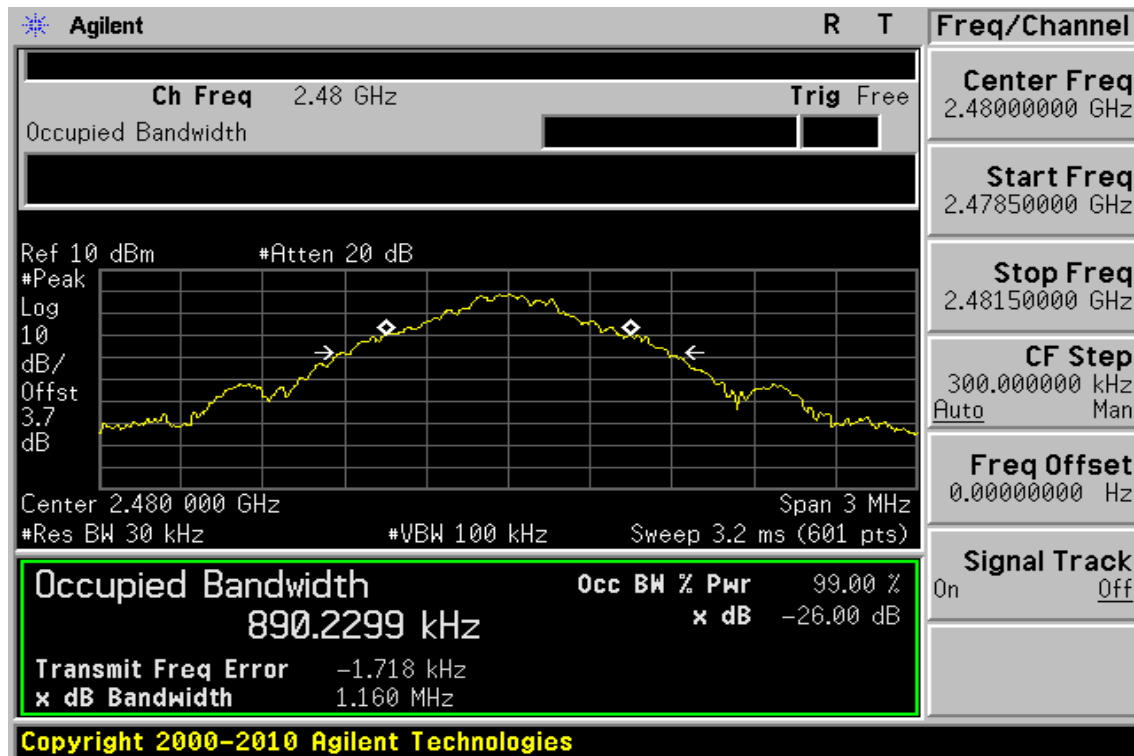 Agilent R T Freq/Channel
Ch Freq 2.48 GHz Trig Free
Occupied Bandwidth
Center Freq
2.48000000 GHz
Start Freq
2.47850000 GHz
Stop Freq
2.48150000 GHz
CF Step
300.000000 kHz
Auto Man
Freq Offset
0.00000000 Hz
Signal Track
On Off
Ref 10 dBm #Atten 20 dB
#Peak
Log
10
dB/
Offst
3.7
dB
Center 2.480 000 GHz Span 3 MHz
#Res BW 30 kHz #VBW 100 kHz Sweep 3.2 ms (601 pts)
Occupied Bandwidth Occ BW % Pwr 99.00 %
890.2299 kHz x dB -26.00 dB
Transmit Freq Error -1.718 kHz
x dB Bandwidth 1.160 MHz
Copyright 2000-2010 Agilent Technologies